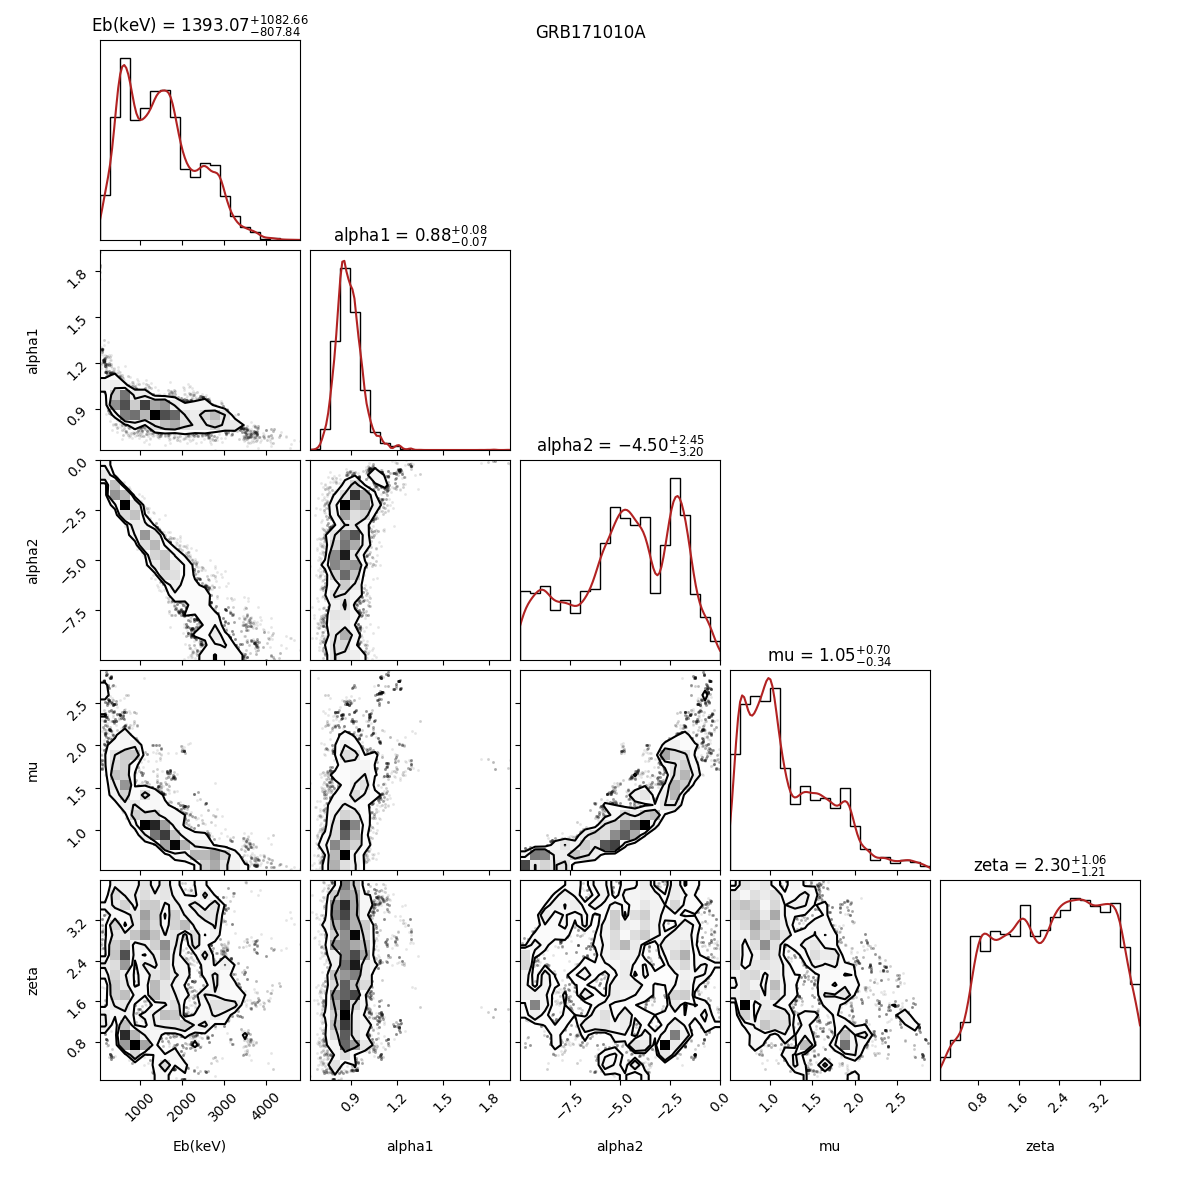 GRB171010A
Eb(keV) = 1393.07+1082.66−807.84
alpha1 = 0.88+0.08−0.07
1.8
1.5
1.2
0.9
alpha1
alpha2 = −4.50+2.45−3.20
0.0
−2.5
−5.0
−7.5
alpha2
mu = 1.05+0.70−0.34
2.5
2.0
1.5
1.0
mu
zeta = 2.30+1.06−1.21
3.2
2.4
1.6
0.8
zeta
1000 2000 3000 4000 0.9 1.2 1.5 1.8 −7.5 −5.0 −2.5 0.0 1.0 1.5 2.0 2.5 0.8 1.6 2.4 3.2
Eb(keV) alpha1 alpha2 mu zeta